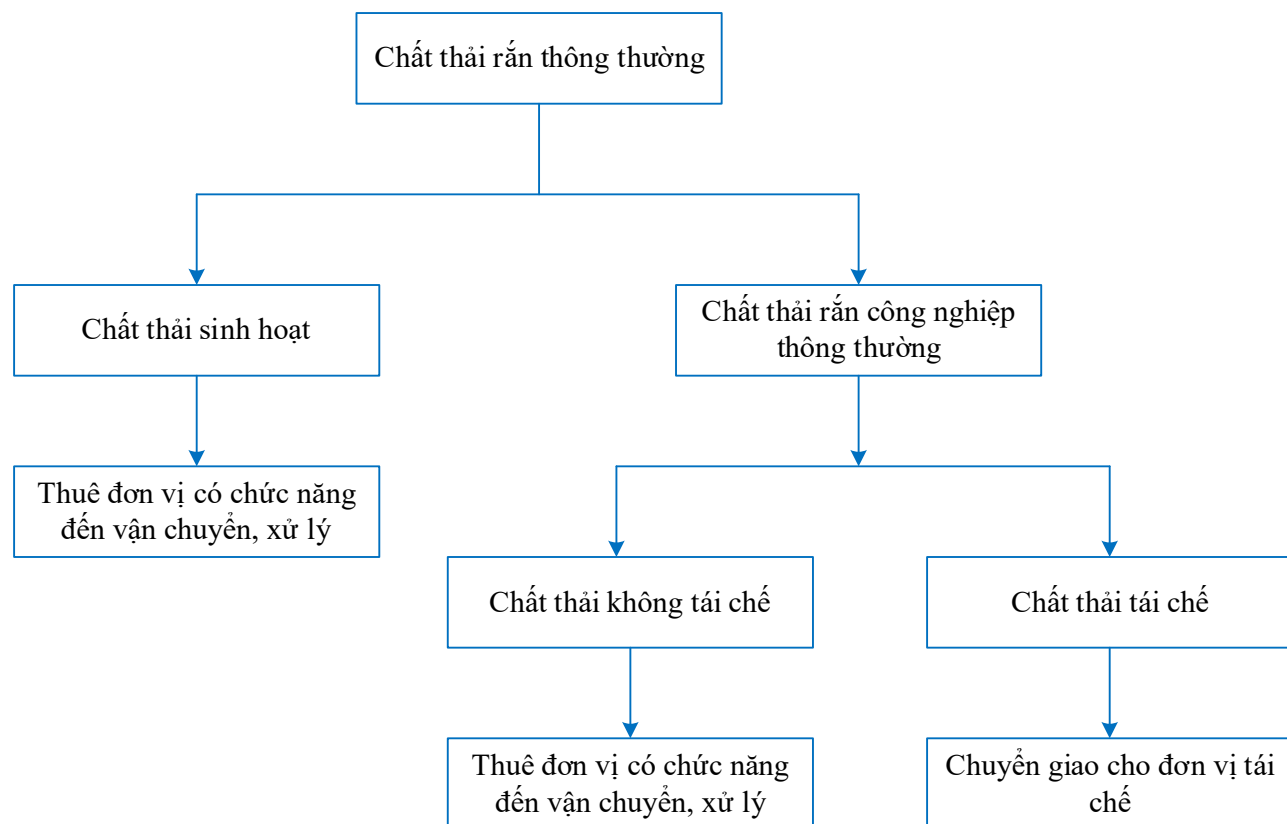 Chất thải rắn thông thường
Chất thải sinh hoạt
Chất thải rắn công nghiệp
thông thường
Thuê đơn vị có chức năng
đến vận chuyển, xử lý
Chất thải không tái chế
Chất thải tái chế
Thuê đơn vị có chức năng
đến vận chuyển, xử lý
Chuyển giao cho đơn vị tái
chế